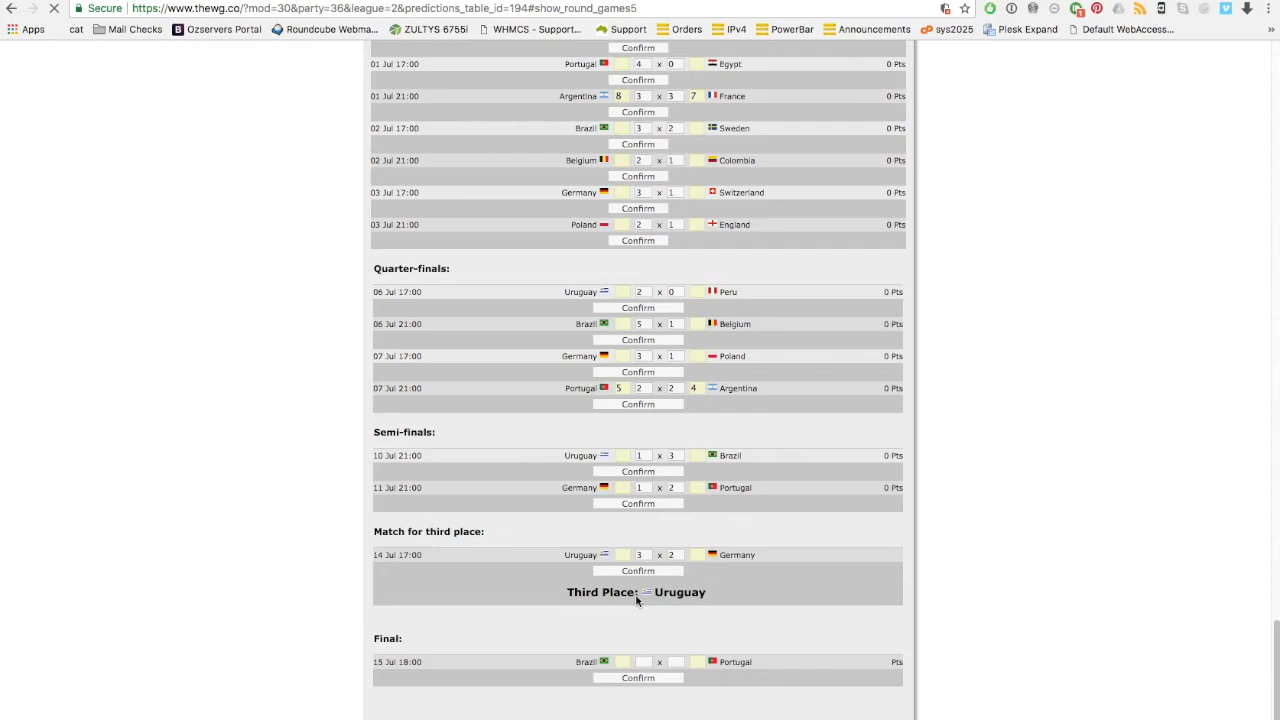 Secure https://www.thewg.co/?mod=30&party=36&league=2&predictions_table_id=194#show_round_games5
Apps cat Mail Checks Ozservers Portal Roundcube Webma... ZULTYS 6755i WHMCS - Support... Support Orders IPv4 PowerBar Announcements sys2025 Plesk Expand Default WebAccess... »
Confirm
01 Jul 17:00 Portugal 4 x 0 Egypt 0 Pts
Confirm
01 Jul 21:00 Argentina 8 3 x 3 7 France 0 Pts
Confirm
02 Jul 17:00 Brazil 3 x 2 Sweden 0 Pts
Confirm
02 Jul 21:00 Belgium 2 x 1 Colombia 0 Pts
Confirm
03 Jul 17:00 Germany 3 x 1 Switzerland 0 Pts
Confirm
03 Jul 21:00 Poland 2 x 1 England 0 Pts
Confirm
Quarter-finals:
06 Jul 17:00 Uruguay 2 x 0 Peru 0 Pts
Confirm
06 Jul 21:00 Brazil 5 x 1 Belgium 0 Pts
Confirm
07 Jul 17:00 Germany 3 x 1 Poland 0 Pts
Confirm
07 Jul 21:00 Portugal 5 2 x 2 4 Argentina 0 Pts
Confirm
Semi-finals:
10 Jul 21:00 Uruguay 1 x 3 Brazil 0 Pts
Confirm
11 Jul 21:00 Germany 1 x 2 Portugal 0 Pts
Confirm
Match for third place:
14 Jul 17:00 Uruguay 3 x 2 Germany
Confirm
Third Place: Uruguay
Final:
15 Jul 18:00 Brazil x Portugal Pts
Confirm